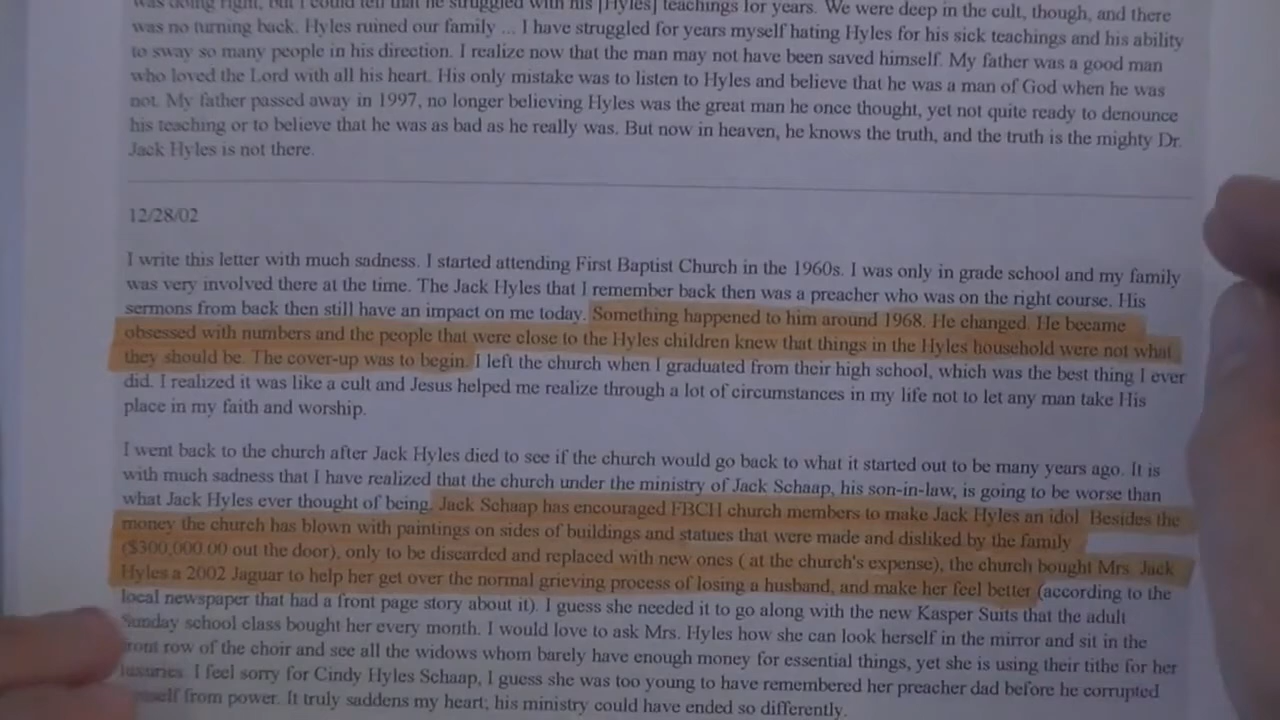 was doing right, but I could tell that he struggled with his [Hyles] teachings for years. We were deep in the cult, though, and there
was no turning back. Hyles ruined our family ... I have struggled for years myself hating Hyles for his sick teachings and his ability
to sway so many people in his direction. I realize now that the man may not have been saved himself. My father was a good man
who loved the Lord with all his heart. His only mistake was to listen to Hyles and believe that he was a man of God when he was
not. My father passed away in 1997, no longer believing Hyles was the great man he once thought, yet not quite ready to denounce
his teaching or to believe that he was as bad as he really was. But now in heaven, he knows the truth, and the truth is the mighty Dr.
Jack Hyles is not there.
12/28/02
I write this letter with much sadness. I started attending First Baptist Church in the 1960s. I was only in grade school and my family
was very involved there at the time. The Jack Hyles that I remember back then was a preacher who was on the right course. His
sermons from back then still have an impact on me today. Something happened to him around 1968. He changed. He became
obsessed with numbers and the people that were close to the Hyles children knew that things in the Hyles household were not what
they should be. The cover-up was to begin. I left the church when I graduated from their high school, which was the best thing I ever
did. I realized it was like a cult and Jesus helped me realize through a lot of circumstances in my life not to let any man take His
place in my faith and worship.
I went back to the church after Jack Hyles died to see if the church would go back to what it started out to be many years ago. It is
with much sadness that I have realized that the church under the ministry of Jack Schaap, his son-in-law, is going to be worse than
what Jack Hyles ever thought of being. Jack Schaap has encouraged FBCH church members to make Jack Hyles an idol. Besides the
money the church has blown with paintings on sides of buildings and statues that were made and disliked by the family
($300,000.00 out the door), only to be discarded and replaced with new ones ( at the church's expense), the church bought Mrs. Jack
Hyles a 2002 Jaguar to help her get over the normal grieving process of losing a husband, and make her feel better (according to the
local newspaper that had a front page story about it). I guess she needed it to go along with the new Kasper Suits that the adult
Sunday school class bought her every month. I would love to ask Mrs. Hyles how she can look herself in the mirror and sit in the
front row of the choir and see all the widows whom barely have enough money for essential things, yet she is using their tithe for her
luxuries. I feel sorry for Cindy Hyles Schaap, I guess she was too young to have remembered her preacher dad before he corrupted
himself from power. It truly saddens my heart; his ministry could have ended so differently.